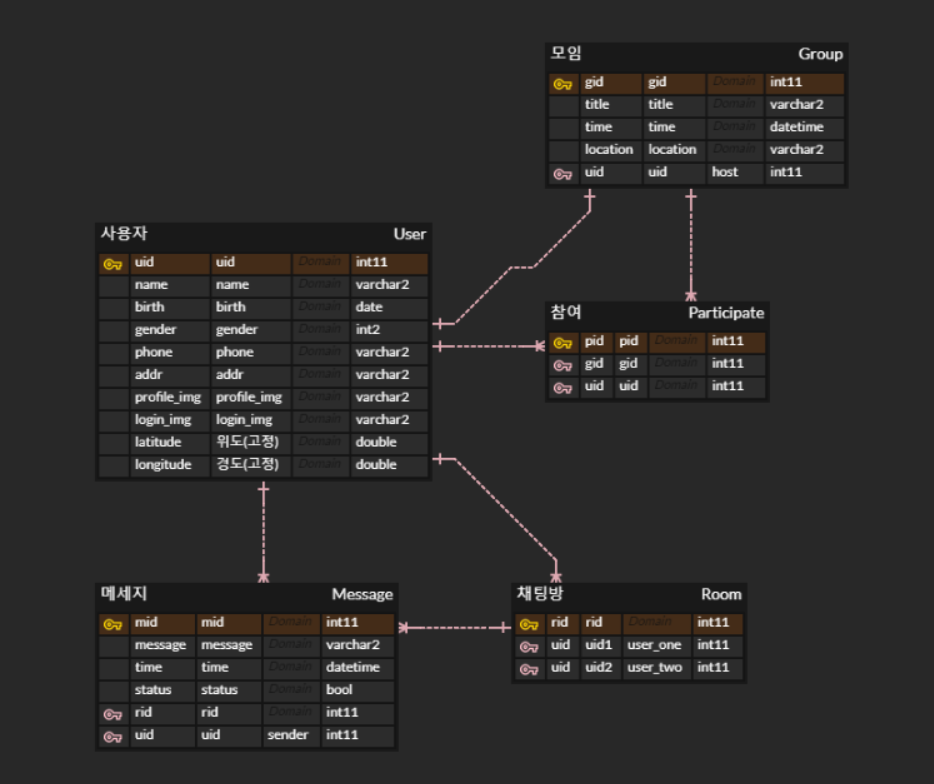 모임 Group
gid gid Domain int11
title title Domain varchar2
time time Domain datetime
location location Domain varchar2
uid uid host int11
사용자 User
uid uid Domain int11
name name Domain varchar2
birth birth Domain date
gender gender Domain int2
phone phone Domain varchar2
addr addr Domain varchar2
profile_img profile_img Domain varchar2
login_img login_img Domain varchar2
latitude 위도(고정) Domain double
longitude 경도(고정) Domain double
참여 Participate
pid pid Domain int11
gid gid Domain int11
uid uid Domain int11
메세지 Message
mid mid Domain int11
message message Domain varchar2
time time Domain datetime
status status Domain bool
rid rid Domain int11
uid uid sender int11
채팅방 Room
rid rid Domain int11
uid uid1 user_one int11
uid uid2 user_two int11